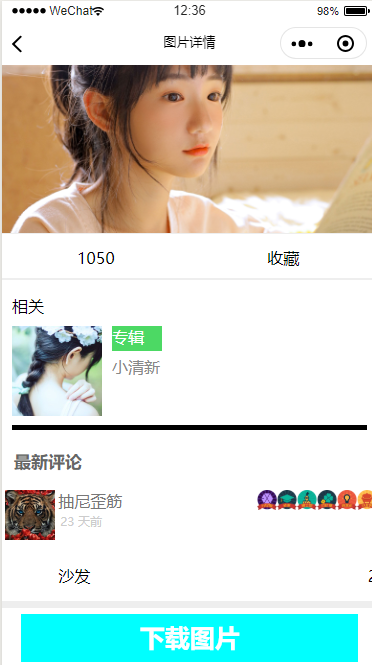 WeChat 12:36 98%
图片详情
1050 收藏
相关
专辑
小清新
最新评论
抽尼歪筋
23 天前
沙发
下载图片